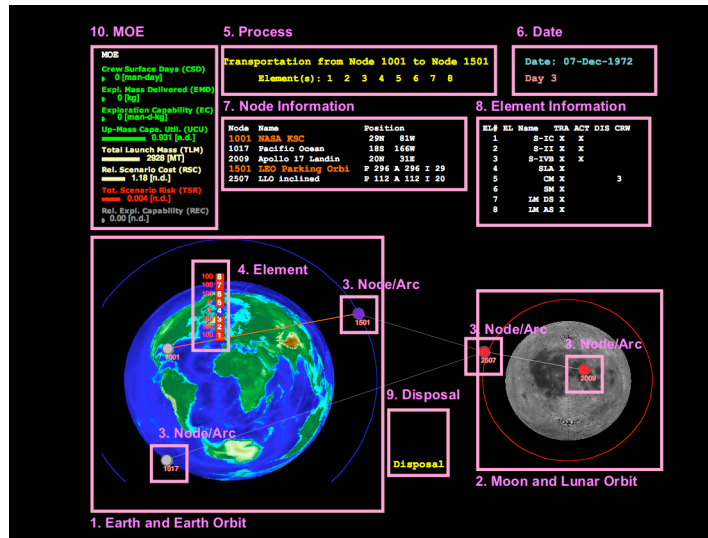 10. MOE
5. Process
6. Date
MOE
Crew Surface Days (CSD)
0 [man-day]
Expl. Mass Delivered (EMD)
0 [kg]
Exploration Capability (EC)
0 [man-d-kg]
Up-Mass Capa. Util. (UCU)
0.931 [n.d.]
Total Launch Mass (TLM)
2928 [MT]
Rel. Scenario Cost (RSC)
1.18 [n.d.]
Tot. Scenario Risk (TSR)
0.004 [n.d.]
Rel. Expl. Capability (REC)
0.00 [n.d.]
Transportation from Node 1001 to Node 1501
Element(s): 1 2 3 4 5 6 7 8
Date: 07-Dec-1972
Day 3
7. Node Information
Node Name Position
1001 NASA KSC 29N 81W
1017 Pacific Ocean 18S 166W
2009 Apollo 17 Landin 20N 31E
1501 LEO Parking Orbi P 296 A 296 I 29
2507 LLO inclined P 112 A 112 I 20
8. Element Information
EL# EL Name TRA ACT DIS CRW
1 S-IC X X
2 S-II X X
3 S-IVB X X
4 SLA X
5 CM X 3
6 SM X
7 LM DS X
8 LM AS X
4. Element
100 8
100 7
100 6
5
4
3
2
100 1
3. Node/Arc
1501
1001
3. Node/Arc
2507
3. Node/Arc
2009
9. Disposal
Disposal
3. Node/Arc
1017
2. Moon and Lunar Orbit
1. Earth and Earth Orbit